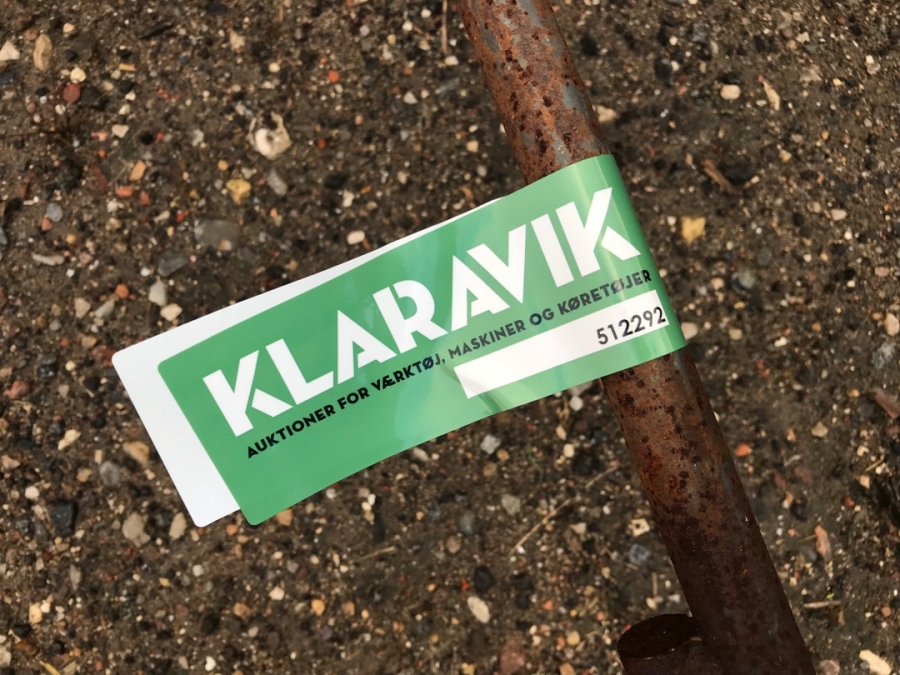 KLARAVIK
AUKTIONER FOR VÆRKTØJ, MASKINER OG KØRETØJER
512292